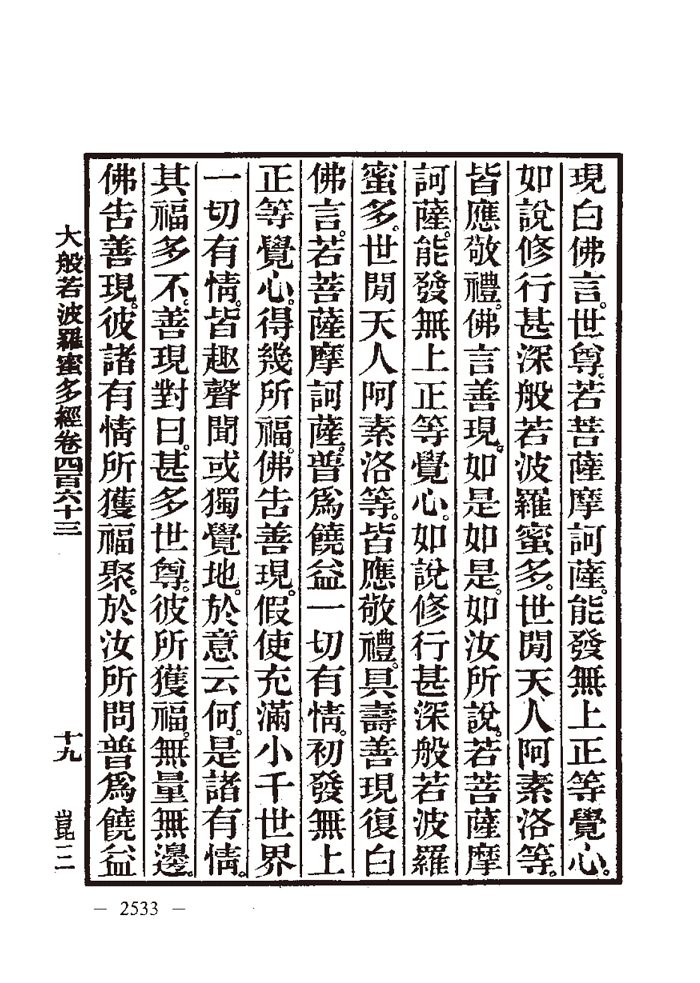 現白佛言。世尊。若菩薩摩訶薩。能發無上正等覺心。
如說修行甚深般若波羅蜜多。世閒天人阿素洛等。
皆應敬禮。佛言善現。如是如是。如汝所說。若菩薩摩
訶薩。能發無上正等覺心。如說修行甚深般若波羅
蜜多。世閒天人阿素洛等。皆應敬禮。具壽善現復白
佛言。若菩薩摩訶薩。普爲饒益一切有情。初發無上
正等覺心。得幾所福。佛告善現。假使充滿小千世界
一切有情。皆趣聲聞或獨覺地。於意云何。是諸有情。
其福多不。善現對曰。甚多世尊。彼所獲福。無量無邊。
佛告善現。彼諸有情所獲福聚。於汝所問普爲饒益
大般若波羅蜜多經卷四百六十三
十九
— 2533 —